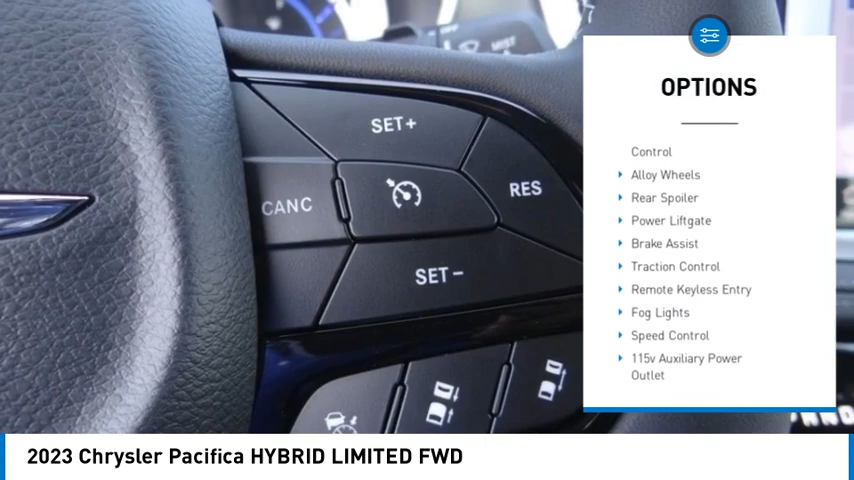 SET+
CANC
RES
SET-
MIST
OPTIONS
Control
Alloy Wheels
Rear Spoiler
Power Liftgate
Brake Assist
Traction Control
Remote Keyless Entry
Fog Lights
Speed Control
115v Auxiliary Power
Outlet
2023 Chrysler Pacifica HYBRID LIMITED FWD